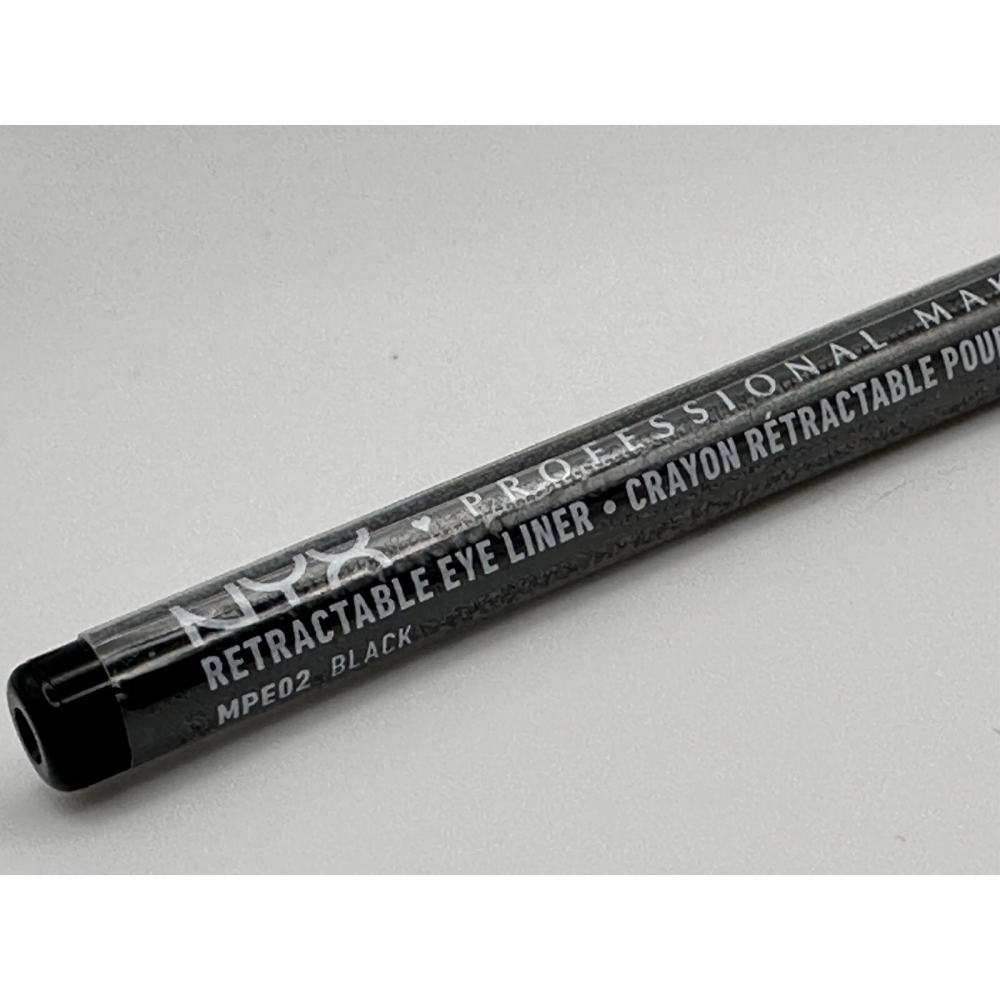 NYX ♥ PROFESSIONAL
RETRACTABLE EYE LINER • CRAYON RÉTRACTABLE POUR
MPE02 BLACK